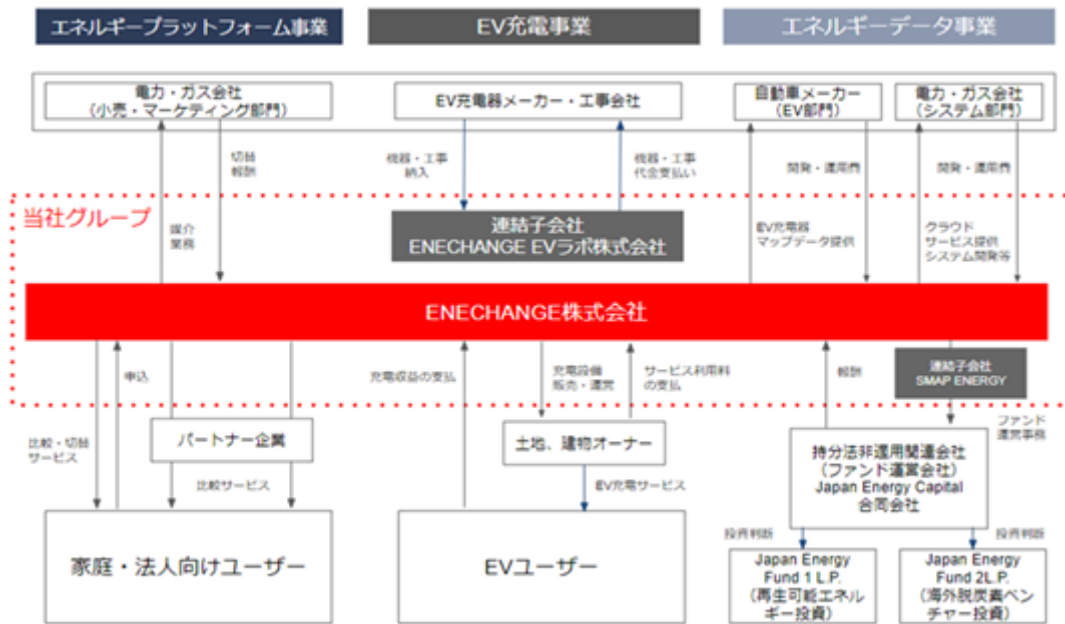 エネルギープラットフォーム事業
EV充電事業
エネルギーデータ事業
電力・ガス会社
(小売・マーケティング部門)
EV充電器メーカー・工事会社
自動車メーカー
(EV部門)
電力・ガス会社
(システム部門)
切替
報酬
機器・工事
納入
機器・工事
代金支払い
開発・運用費
開発・運用費
当社グループ
媒介
業務
連結子会社
ENECHANGE EVラボ株式会社
EV充電器
マップデータ提供
クラウド
サービス提供
システム開発等
ENECHANGE株式会社
申込
充電収益の支払
充電設備
販売・運営
サービス利用料
の支払
報酬
連結子会社
SMAP ENERGY
比較・切替
サービス
パートナー企業
土地、建物オーナー
ファンド
運営事務
持分法非適用関連会社
(ファンド運営会社)
Japan Energy Capital
合同会社
比較サービス
EV充電サービス
投資判断
投資判断
家庭・法人向けユーザー
EVユーザー
Japan Energy
Fund 1 L.P.
(再生可能エネル
ギー投資)
Japan Energy
Fund 2L.P.
(海外脱炭素ベン
チャー投資)